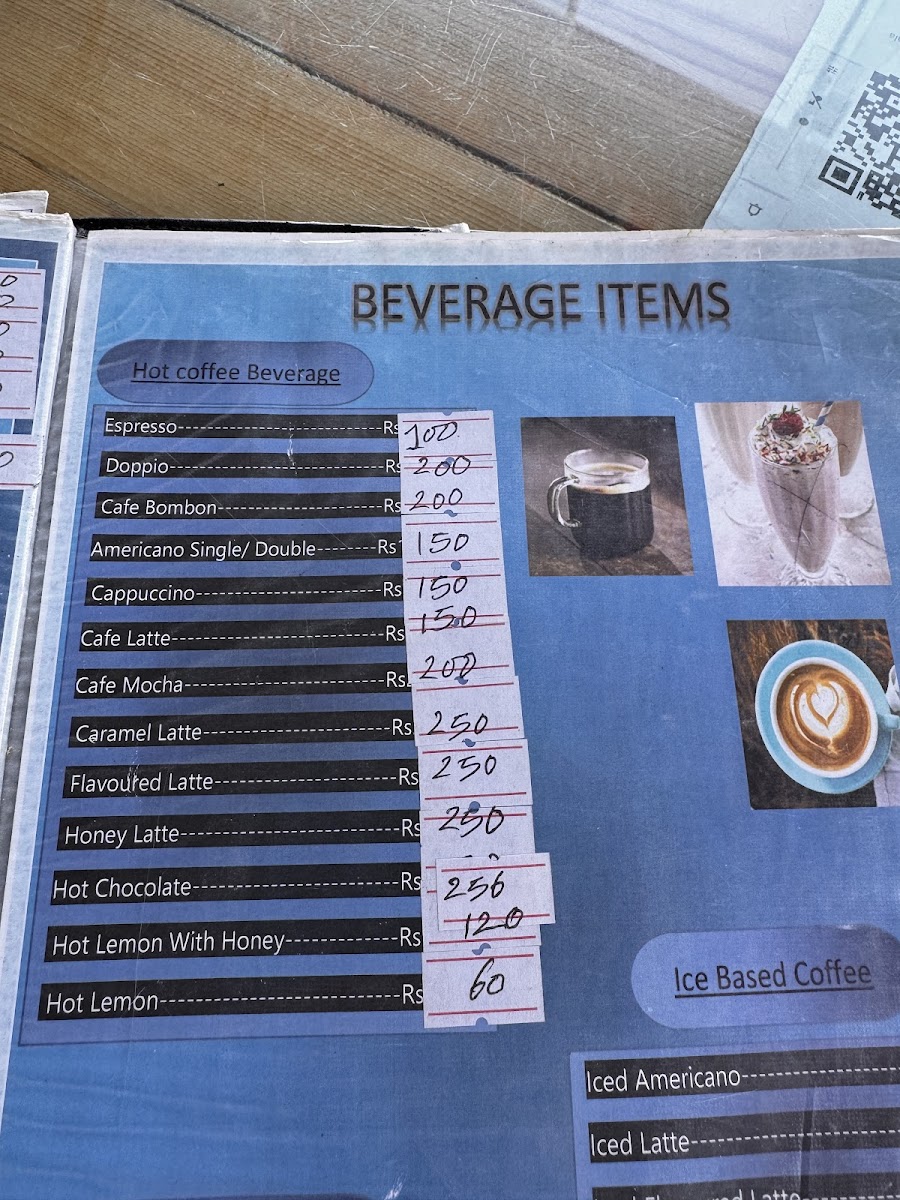 BEVERAGE ITEMS
Hot coffee Beverage
Espresso----------------------------Rs 100
Doppio----------------------------Rs 200
Cafe Bombon----------------------Rs 200
Americano Single/ Double--------Rs 150
Cappuccino------------------------Rs 150
Cafe Latte---------------------------Rs 150
Cafe Mocha-------------------------Rs. 200
Caramel Latte-----------------------Rs 250
Flavoured Latte---------------------Rs 250
Honey Latte-------------------------Rs 250
Hot Chocolate-----------------------Rs 256
Hot Lemon With Honey------------Rs 120
Hot Lemon--------------------------Rs 60
Ice Based Coffee
Iced Americano------------------
Iced Latte------------------------